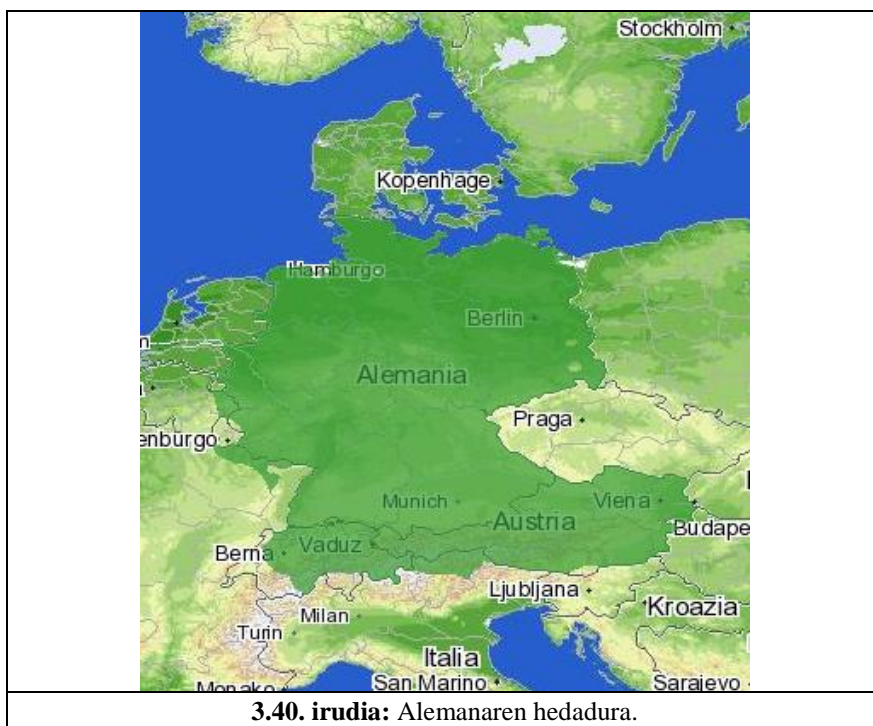 Stockholm
Kopenhage
Hamburgo
Berlin
n
Alemania
a
Praga
enburgo
Munich
Viena
Austria
Budape
Berna
Vaduz
Ljubljana
Kroazia
Milan
Turin
Italia
Monako
San Marino
Sarajevo
3.40. irudia: Alemanaren hedadura.